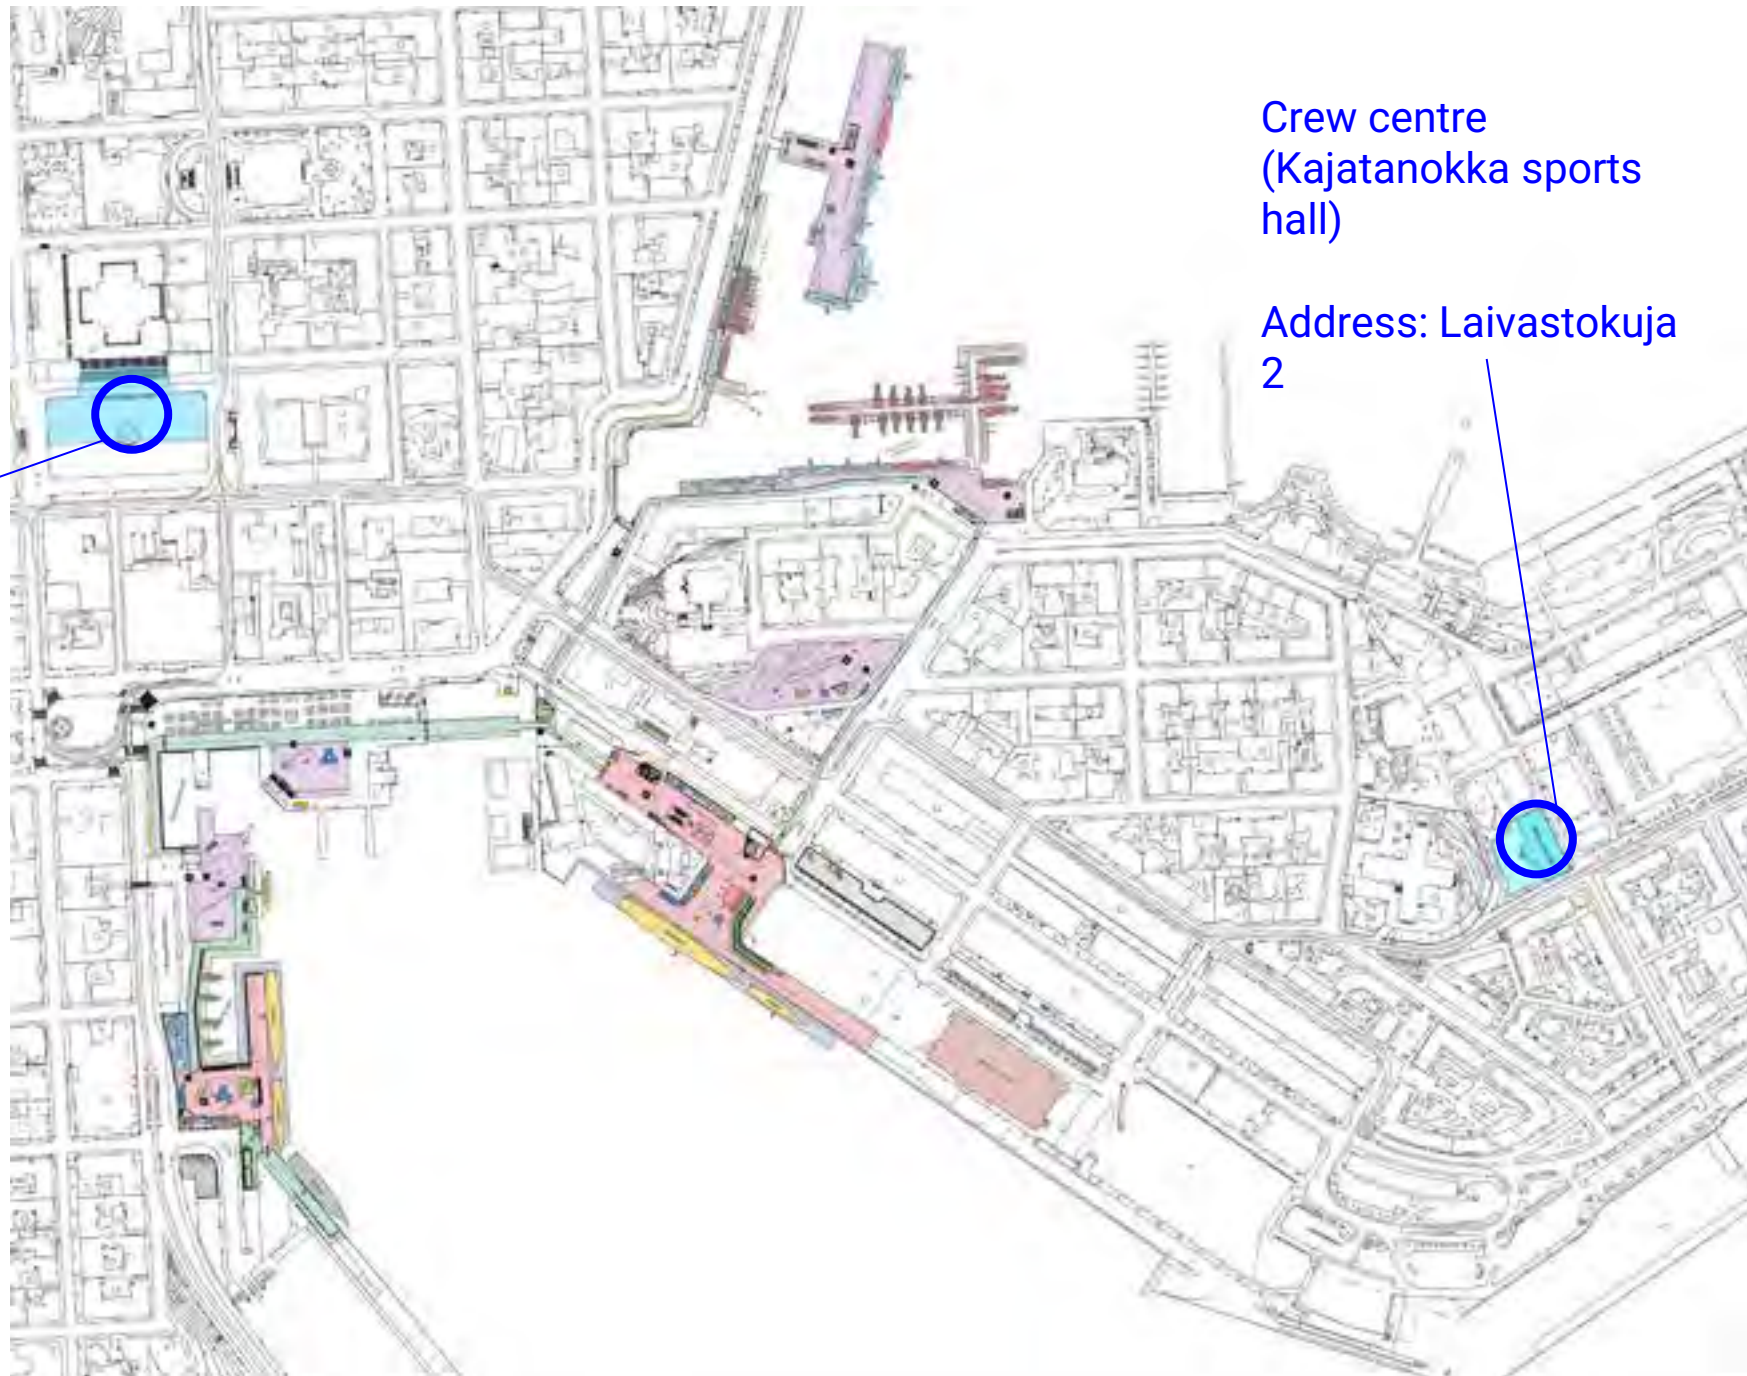 Crew centre
(Kajatanokka sports
hall)
Address: Laivastokuja
2